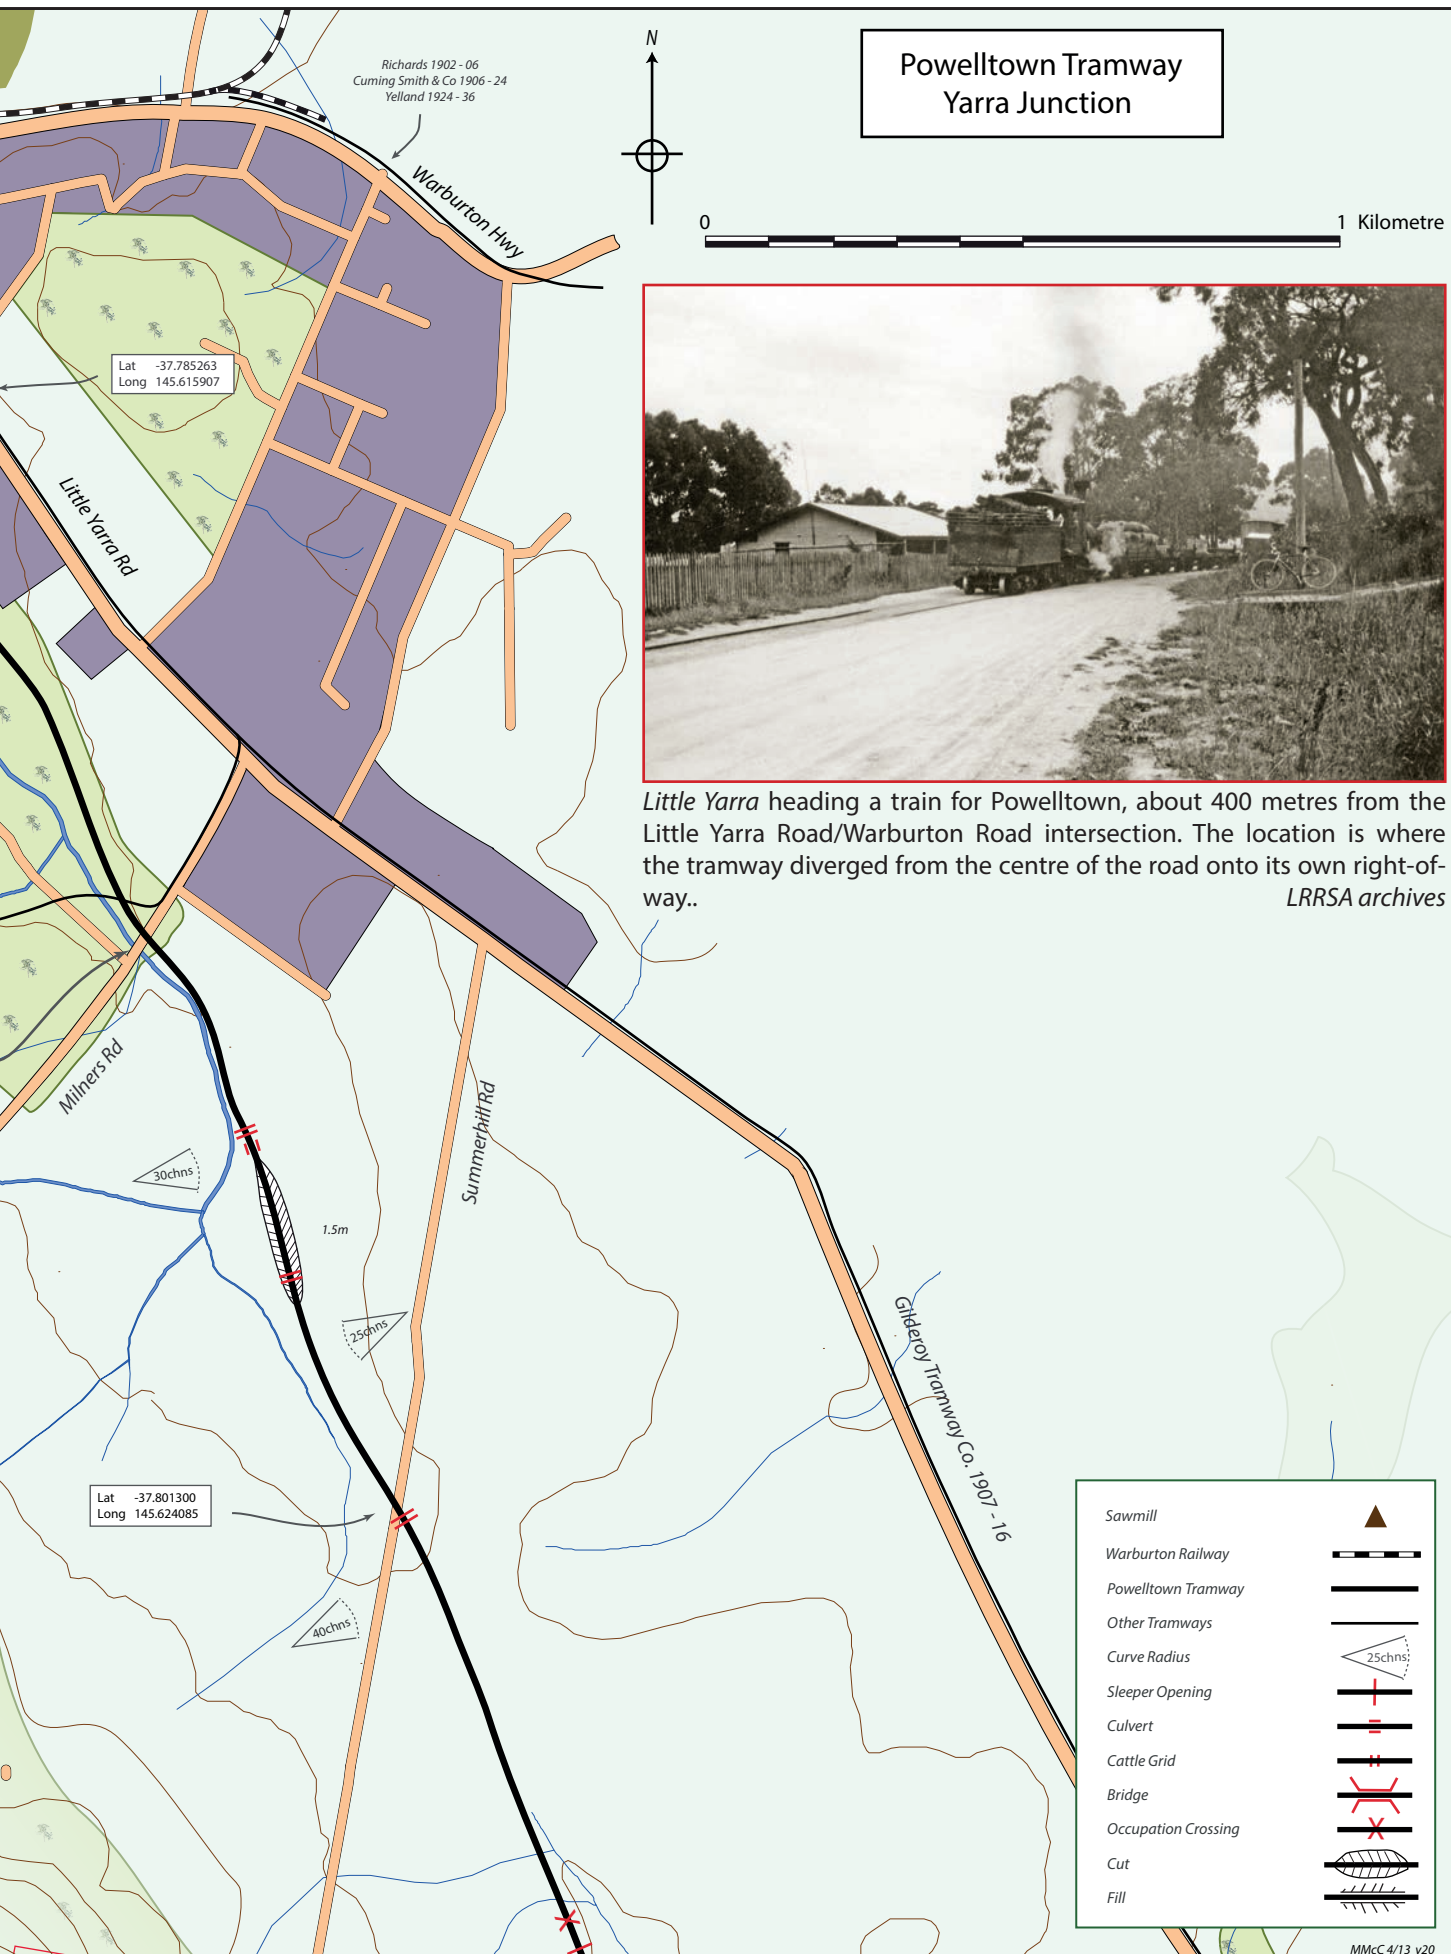 Richards 1902 - 06
Cuming Smith & Co 1906 - 24
Yelland 1924 - 36
N
Powelltown Tramway
Yarra Junction
Warburton Hwy
0
1 Kilometre
Lat -37.785263
Long 145.615907
Little Yarra Rd
Little Yarra heading a train for Powelltown, about 400 metres from the
Little Yarra Road/Warburton Road intersection. The location is where
the tramway diverged from the centre of the road onto its own right-of-
way.. LRRSA archives
Milners Rd
Summerhill Rd
30chns
1.5m
25chns
Gilderoy Tramway Co. 1907 - 16
Lat -37.801300
Long 145.624085
40chns
Sawmill
Warburton Railway
Powelltown Tramway
Other Tramways
Curve Radius 25chns
Sleeper Opening
Culvert
Cattle Grid
Bridge
Occupation Crossing
Cut
Fill
MMcC 4/13 v20